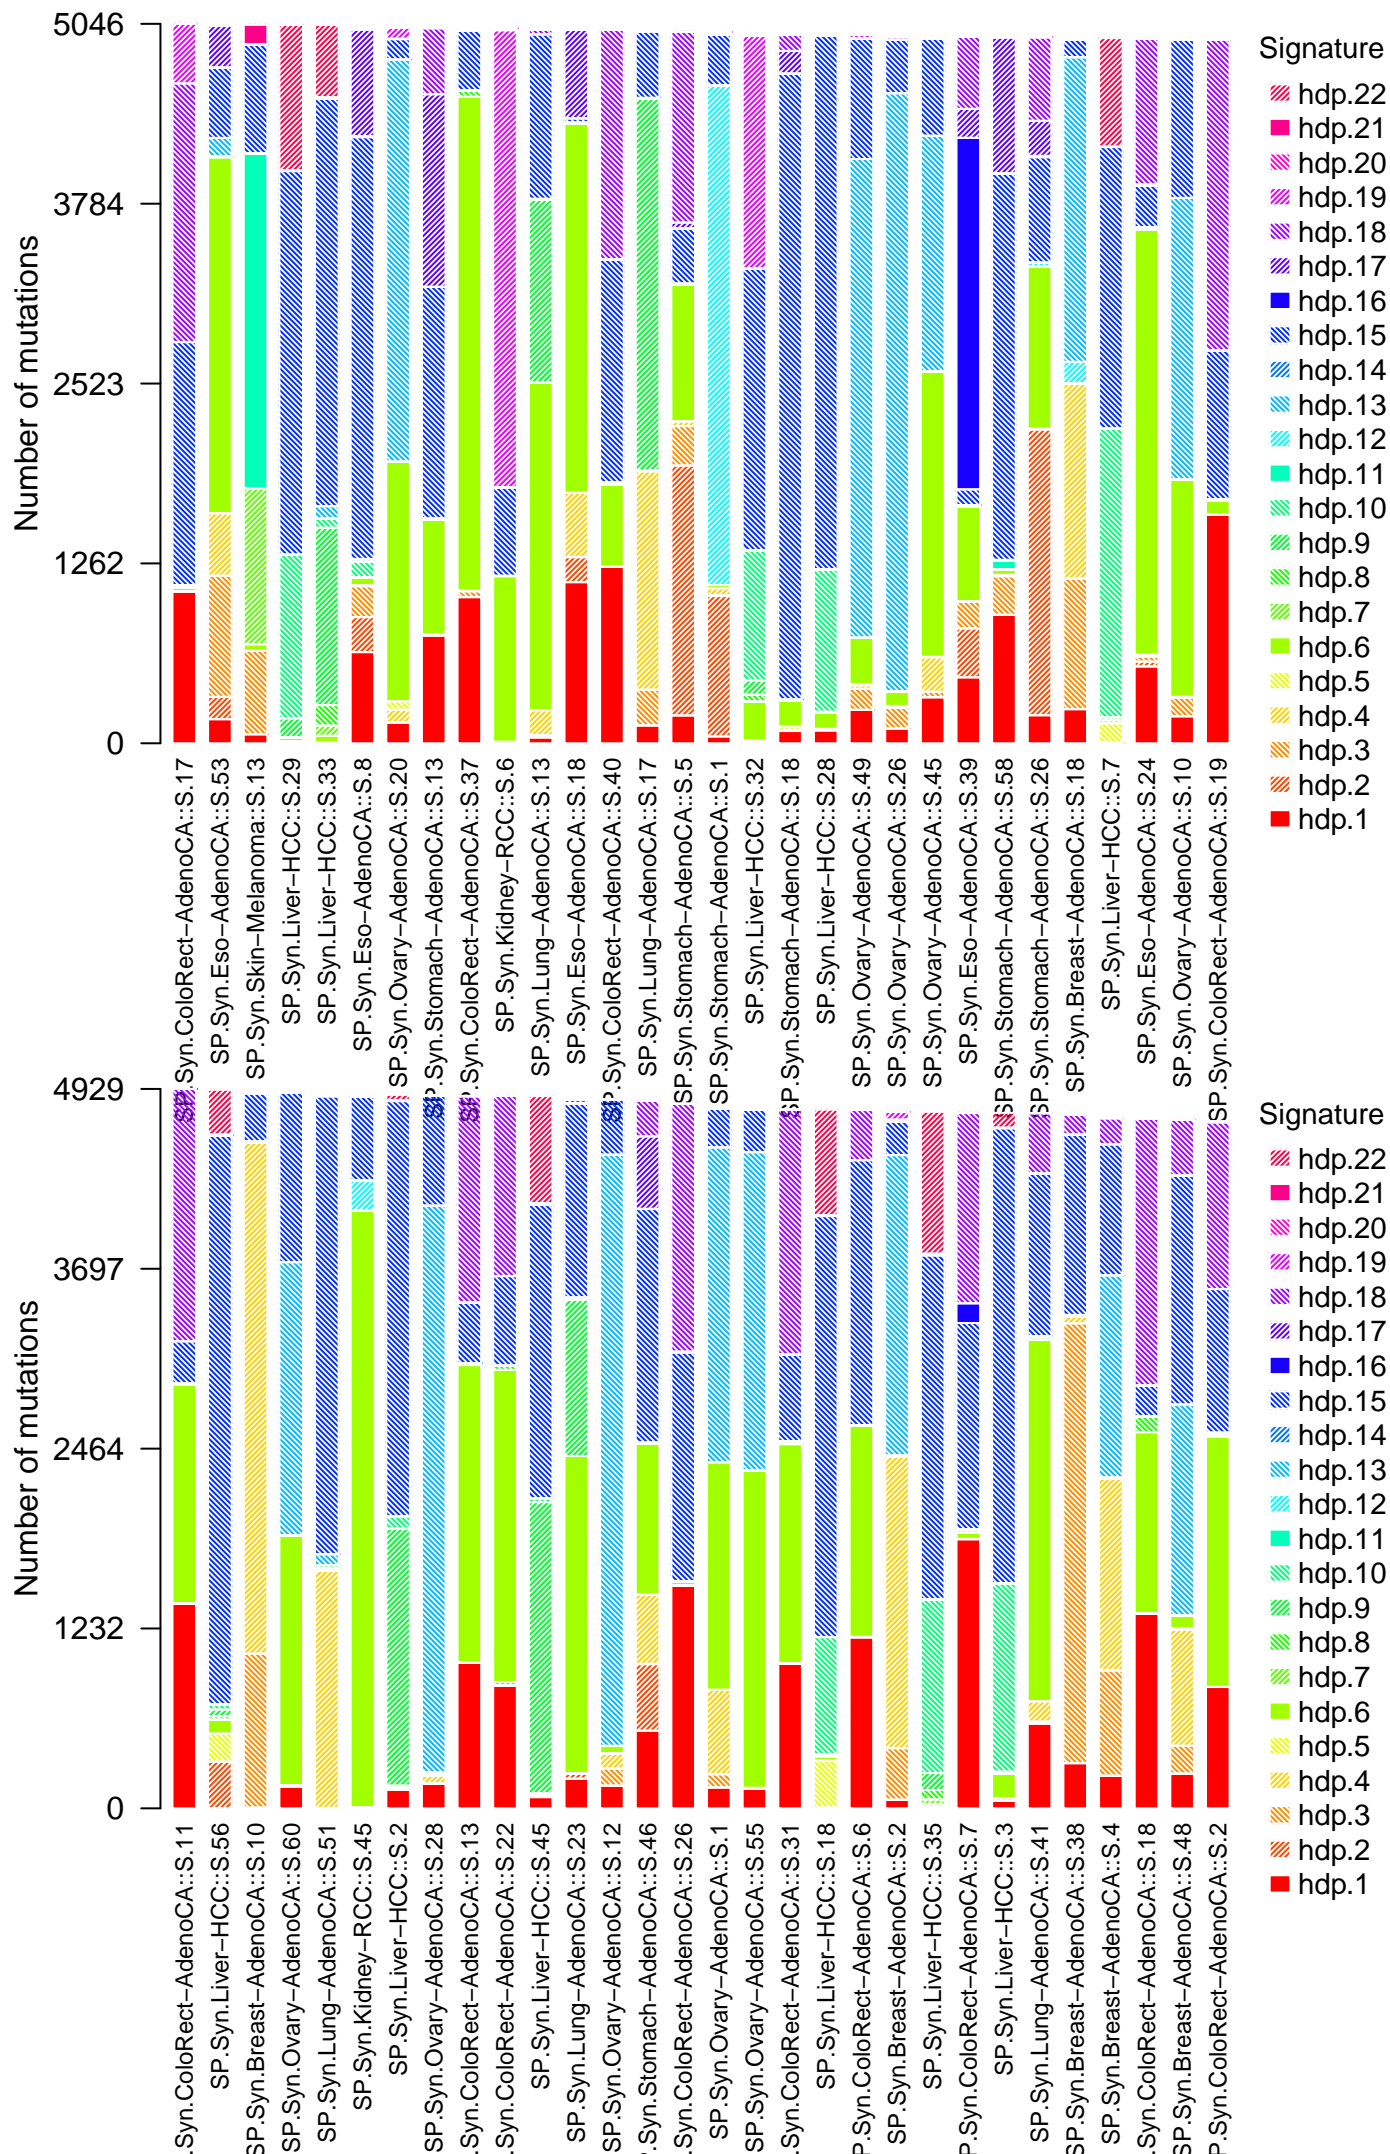 Number of mutations
5046
3784
2523
1262
0
SP.Syn.ColoRect−AdenoCA::S.17
SP.Syn.Eso−AdenoCA::S.53
SP.Syn.Skin−Melanoma::S.13
SP.Syn.Liver−HCC::S.29
SP.Syn.Liver−HCC::S.33
SP.Syn.Eso−AdenoCA::S.8
SP.Syn.Ovary−AdenoCA::S.20
SP.Syn.Stomach−AdenoCA::S.13
SP.Syn.ColoRect−AdenoCA::S.37
SP.Syn.Kidney−RCC::S.6
SP.Syn.Lung−AdenoCA::S.13
SP.Syn.Eso−AdenoCA::S.18
SP.Syn.ColoRect−AdenoCA::S.40
SP.Syn.Lung−AdenoCA::S.17
SP.Syn.Stomach−AdenoCA::S.5
SP.Syn.Stomach−AdenoCA::S.1
SP.Syn.Liver−HCC::S.32
SP.Syn.Stomach−AdenoCA::S.18
SP.Syn.Liver−HCC::S.28
SP.Syn.Ovary−AdenoCA::S.49
SP.Syn.Ovary−AdenoCA::S.26
SP.Syn.Ovary−AdenoCA::S.45
SP.Syn.Eso−AdenoCA::S.39
SP.Syn.Stomach−AdenoCA::S.58
SP.Syn.Stomach−AdenoCA::S.26
SP.Syn.Breast−AdenoCA::S.18
SP.Syn.Liver−HCC::S.7
SP.Syn.Eso−AdenoCA::S.24
SP.Syn.Ovary−AdenoCA::S.10
SP.Syn.ColoRect−AdenoCA::S.19
Signature
hdp.22
hdp.21
hdp.20
hdp.19
hdp.18
hdp.17
hdp.16
hdp.15
hdp.14
hdp.13
hdp.12
hdp.11
hdp.10
hdp.9
hdp.8
hdp.7
hdp.6
hdp.5
hdp.4
hdp.3
hdp.2
hdp.1
Number of mutations
4929
3697
2464
1232
0
.Syn.ColoRect−AdenoCA::S.11
SP.Syn.Liver−HCC::S.56
SP.Syn.Breast−AdenoCA::S.10
SP.Syn.Ovary−AdenoCA::S.60
SP.Syn.Lung−AdenoCA::S.51
SP.Syn.Kidney−RCC::S.45
SP.Syn.Liver−HCC::S.2
SP.Syn.Ovary−AdenoCA::S.28
.Syn.ColoRect−AdenoCA::S.13
.Syn.ColoRect−AdenoCA::S.22
SP.Syn.Liver−HCC::S.45
SP.Syn.Lung−AdenoCA::S.23
SP.Syn.Ovary−AdenoCA::S.12
.Syn.Stomach−AdenoCA::S.46
.Syn.ColoRect−AdenoCA::S.26
SP.Syn.Ovary−AdenoCA::S.1
SP.Syn.Ovary−AdenoCA::S.55
.Syn.ColoRect−AdenoCA::S.31
SP.Syn.Liver−HCC::S.18
SP.Syn.ColoRect−AdenoCA::S.6
SP.Syn.Breast−AdenoCA::S.2
SP.Syn.Liver−HCC::S.35
SP.Syn.ColoRect−AdenoCA::S.7
SP.Syn.Liver−HCC::S.3
SP.Syn.Lung−AdenoCA::S.41
SP.Syn.Breast−AdenoCA::S.38
SP.Syn.Breast−AdenoCA::S.4
.Syn.ColoRect−AdenoCA::S.18
SP.Syn.Breast−AdenoCA::S.48
SP.Syn.ColoRect−AdenoCA::S.2
Signature
hdp.22
hdp.21
hdp.20
hdp.19
hdp.18
hdp.17
hdp.16
hdp.15
hdp.14
hdp.13
hdp.12
hdp.11
hdp.10
hdp.9
hdp.8
hdp.7
hdp.6
hdp.5
hdp.4
hdp.3
hdp.2
hdp.1